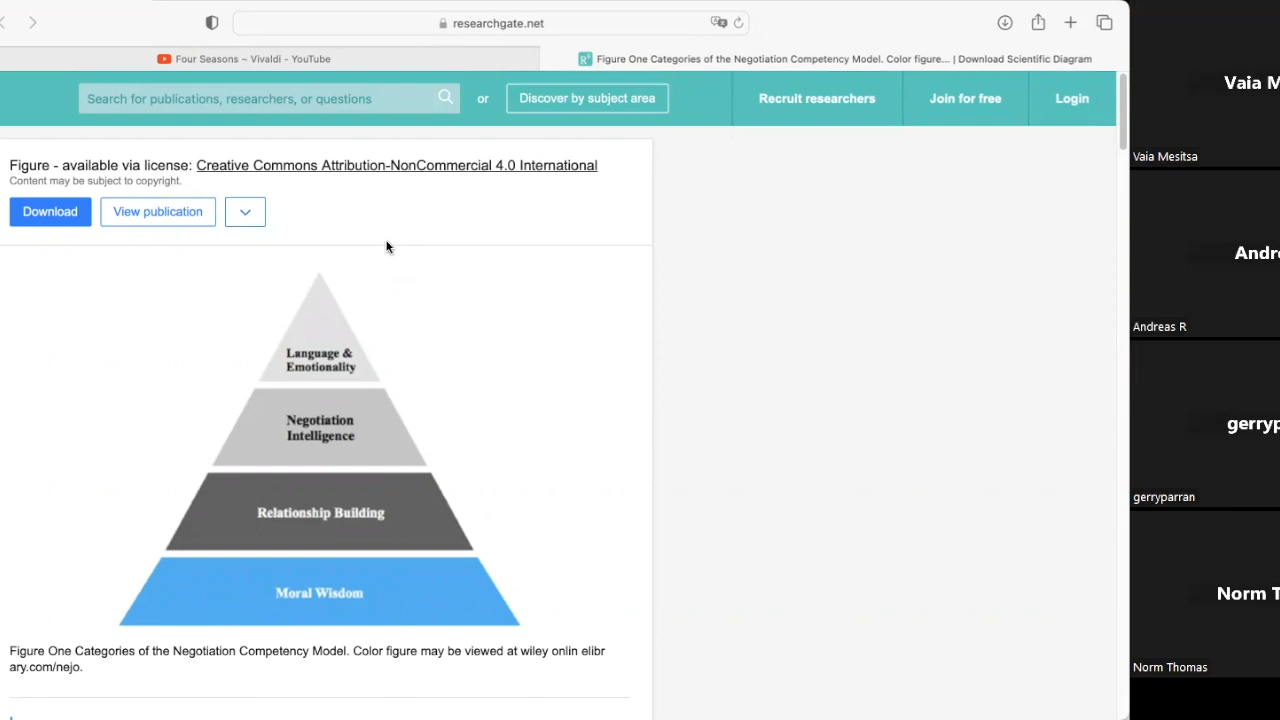 researchgate.net
Four Seasons ~ Vivaldi - YouTube
Figure One Categories of the Negotiation Competency Model. Color figure... | Download Scientific Diagram
Search for publications, researchers, or questions
or
Discover by subject area
Recruit researchers
Join for free
Login
Figure - available via license: Creative Commons Attribution-NonCommercial 4.0 International
Content may be subject to copyright.
Download
View publication
Language &
Emotionality
Negotiation
Intelligence
Relationship Building
Moral Wisdom
Figure One Categories of the Negotiation Competency Model. Color figure may be viewed at wiley onlin elibr
ary.com/nejo.
Vaia M
Vaia Mesitsa
Andre
Andreas R
gerryp
gerryparran
Norm T
Norm Thomas